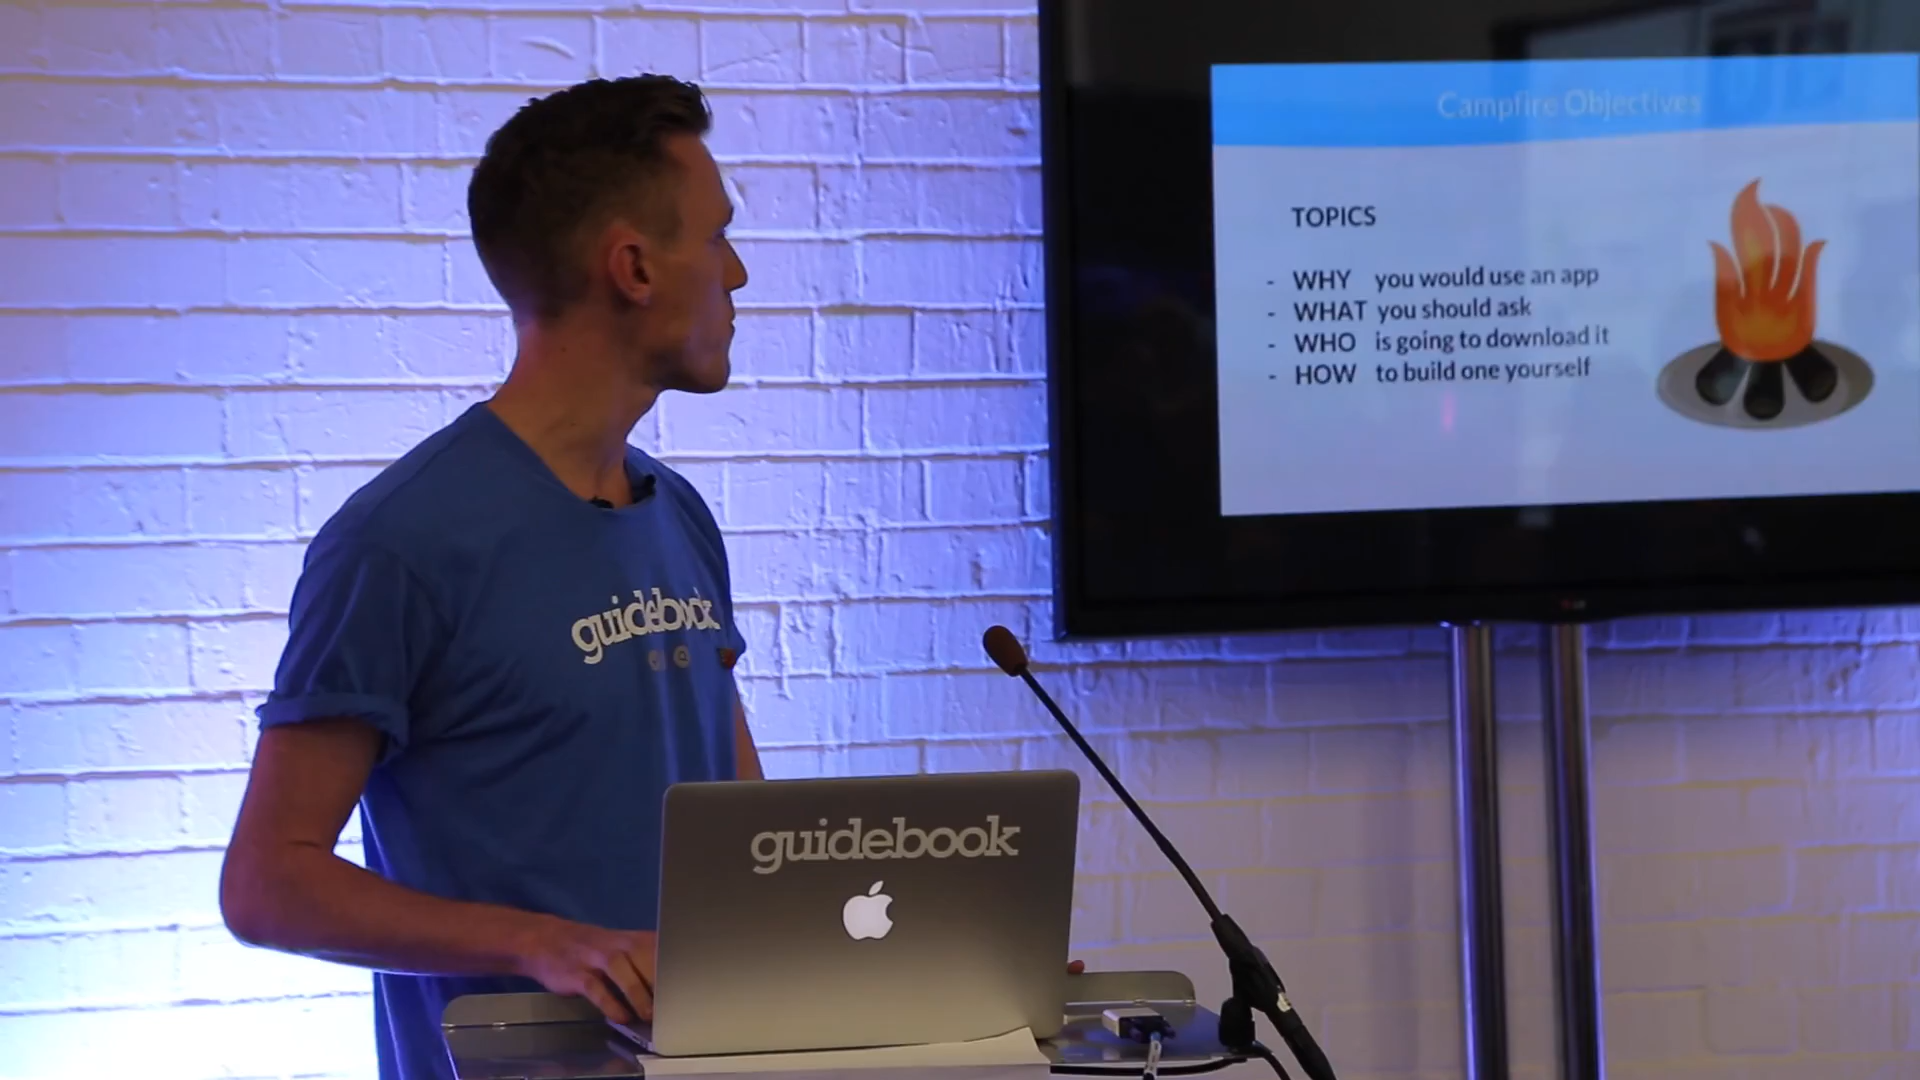 Campfire Objectives
TOPICS
- WHY you would use an app
- WHAT you should ask
- WHO is going to download it
- HOW to build one yourself
guidebook
guidebook